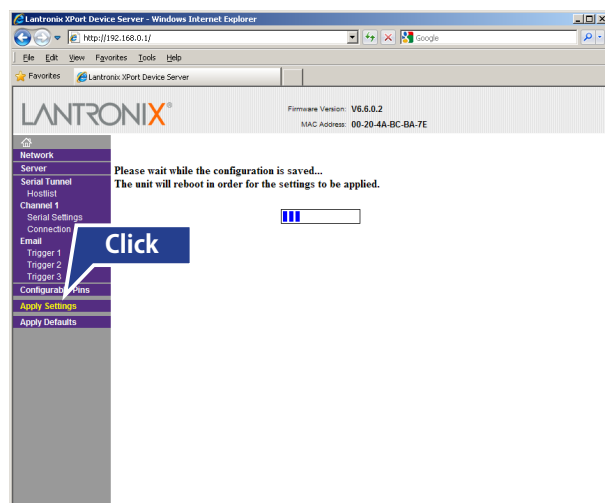 Lantronix XPort Device Server - Windows Internet Explorer
http://192.168.0.1/
Google
File Edit View Favorites Tools Help
Favorites Lantronix XPort Device Server
LANTRONIX®
Firmware Version: V6.6.0.2
MAC Address: 00-20-4A-BC-BA-7E
Network
Server
Serial Tunnel
Hostlist
Channel 1
Serial Settings
Connection
Email
Trigger 1
Trigger 2
Trigger 3
Configurable Pins
Apply Settings
Apply Defaults
Please wait while the configuration is saved...
The unit will reboot in order for the settings to be applied.
Click